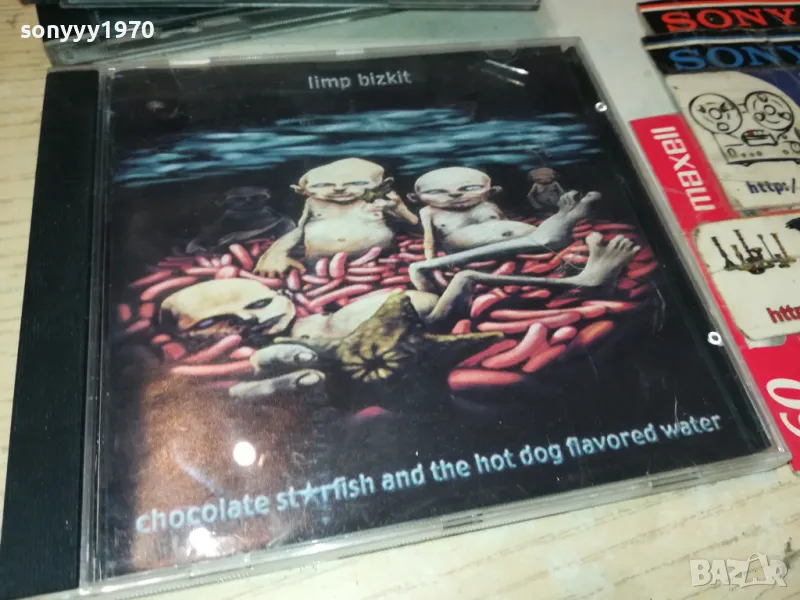 sonyyy1970
SONY
SONY
limp bizkit
maxell
http:/
htt
chocolate st★rfish and the hot dog flavored water
60
BAZAR